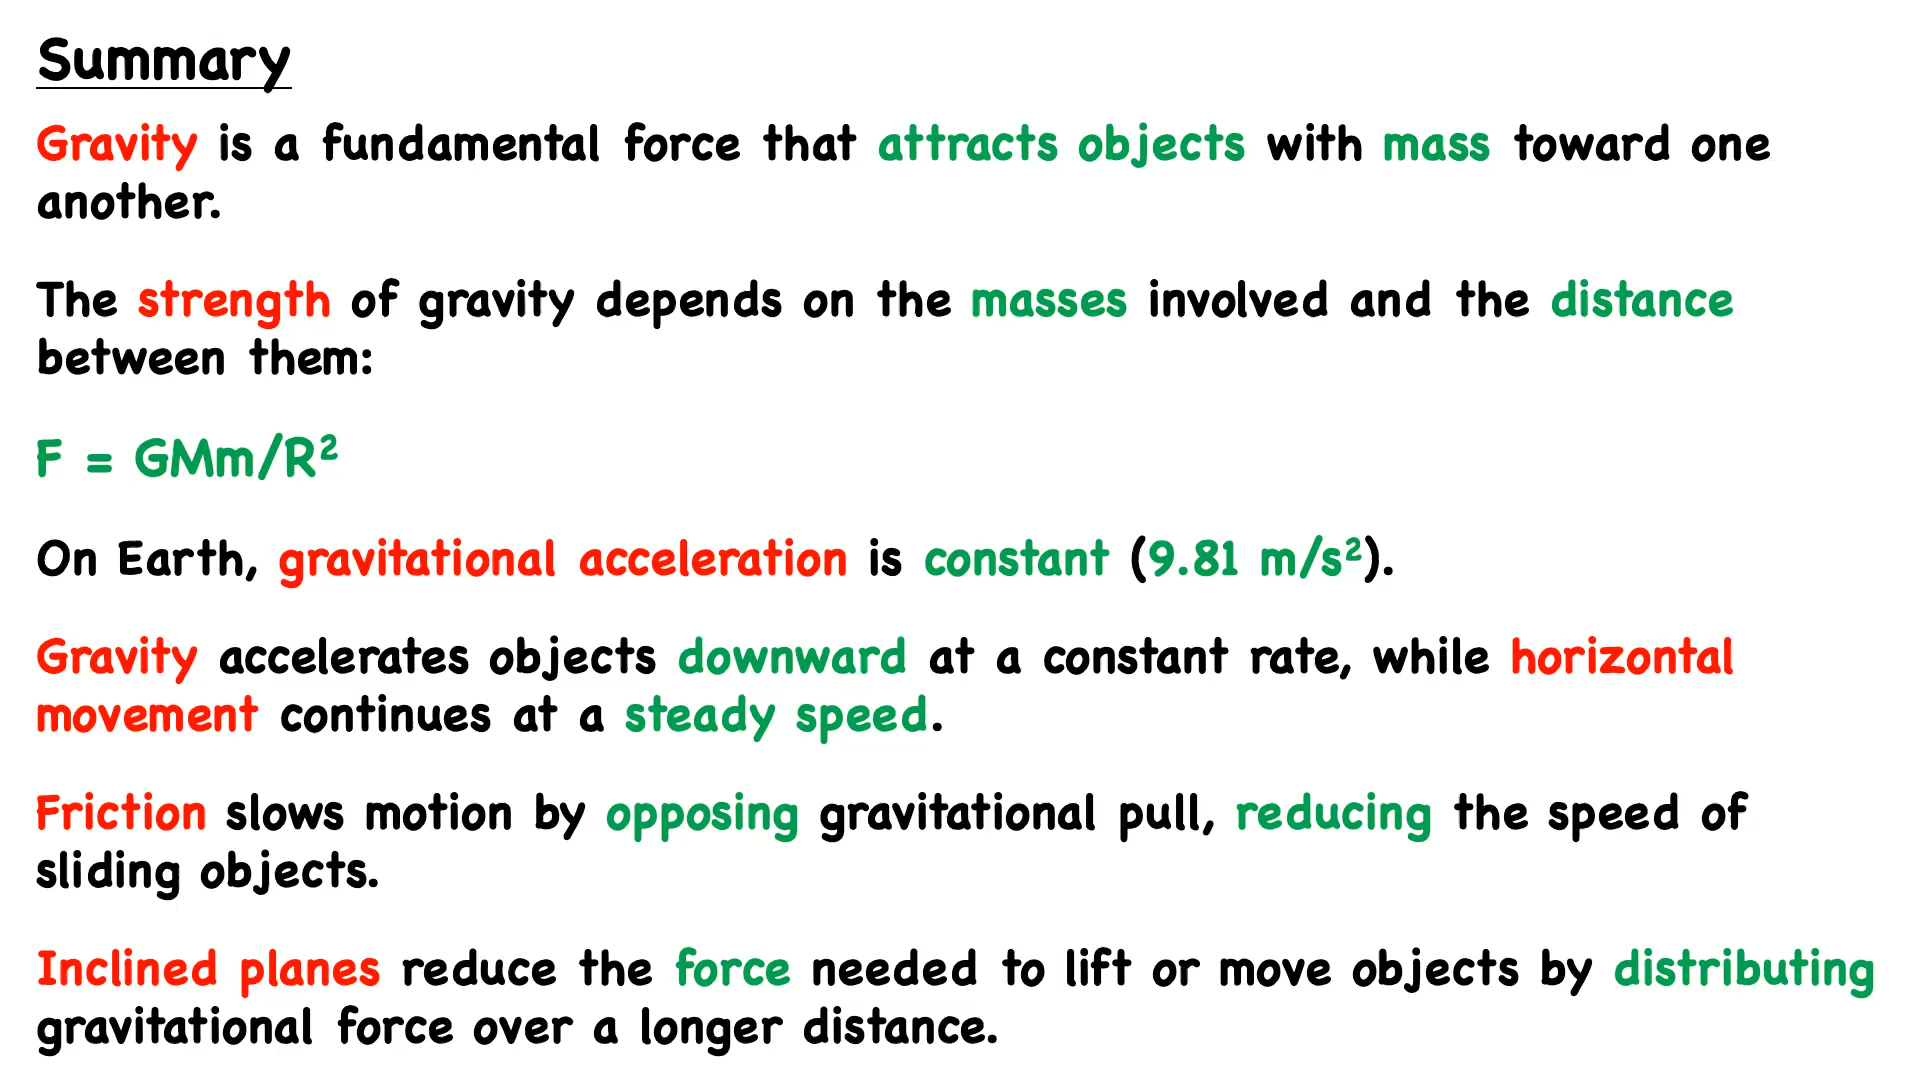 Summary
Gravity is a fundamental force that attracts objects with mass toward one
another.
The strength of gravity depends on the masses involved and the distance
between them:
F = GMm/R²
On Earth, gravitational acceleration is constant (9.81 m/s²).
Gravity accelerates objects downward at a constant rate, while horizontal
movement continues at a steady speed.
Friction slows motion by opposing gravitational pull, reducing the speed of
sliding objects.
Inclined planes reduce the force needed to lift or move objects by distributing
gravitational force over a longer distance.